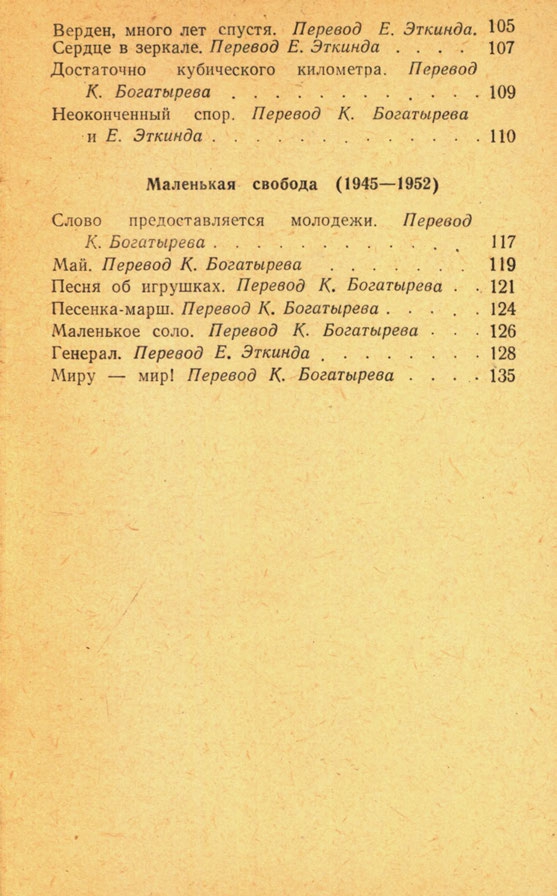 Верден, много лет спустя. Перевод Е. Эткинда. 105
Сердце в зеркале. Перевод Е. Эткинда . . . . 107
Достаточно кубического километра. Перевод
К. Богатырева . . . . . . . . . . . . 109
Неоконченный спор. Перевод К. Богатырева
и Е. Эткинда . . . . . . . . . . . . . 110
Маленькая свобода (1945—1952)
Слово предоставляется молодежи. Перевод
К. Богатырева . . . . . . . . . . . . . 117
Май. Перевод К. Богатырева . . . . . . . 119
Песня об игрушках. Перевод К. Богатырева . . 121
Песенка-марш. Перевод К. Богатырева . . . . . 124
Маленькое соло. Перевод К. Богатырева . . . 126
Генерал. Перевод Е. Эткинда . . . . . . . . 128
Миру — мир! Перевод К. Богатырева . . . . 135